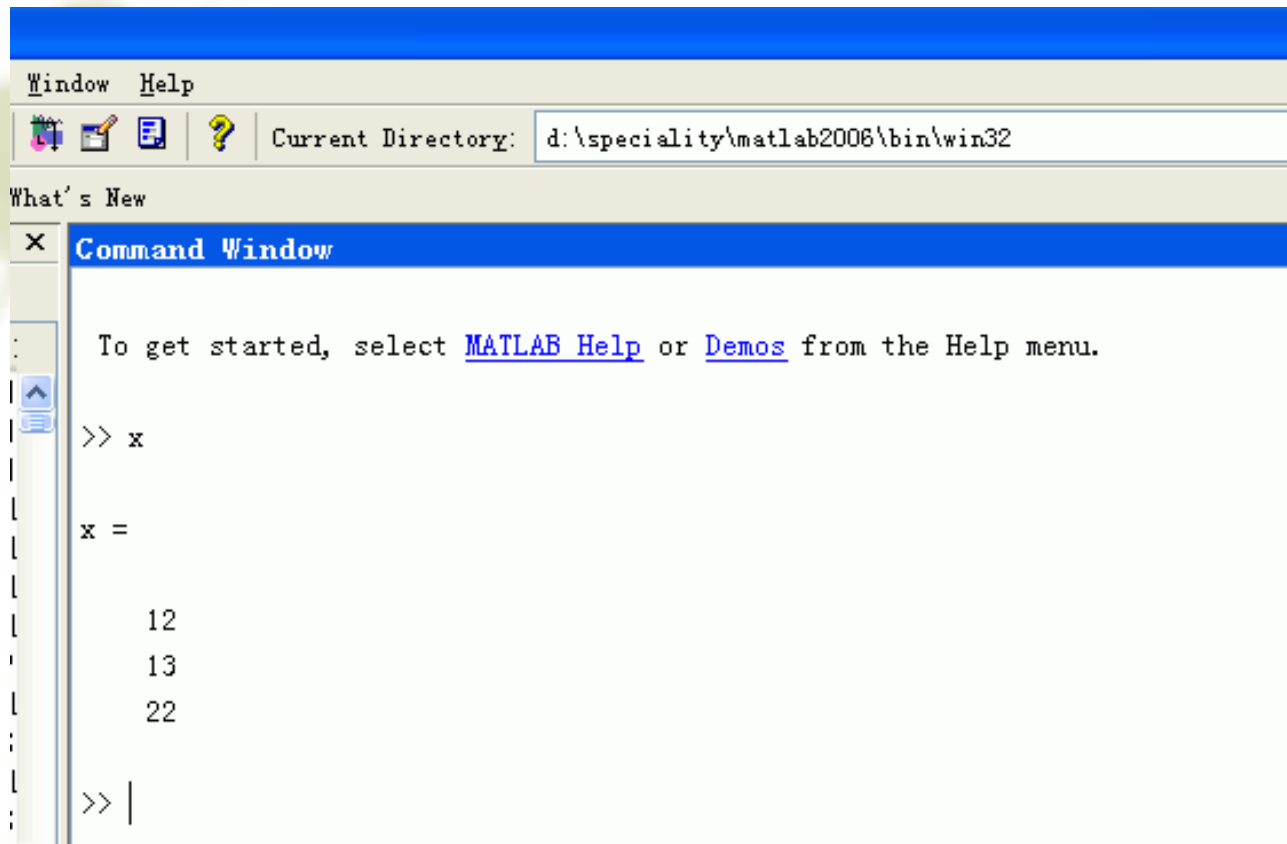 Window Help
Current Directory: d:\speciality\matlab2006\bin\win32
What's New
Command Window
To get started, select MATLAB Help or Demos from the Help menu.
>> x
x =
12
13
22
>>